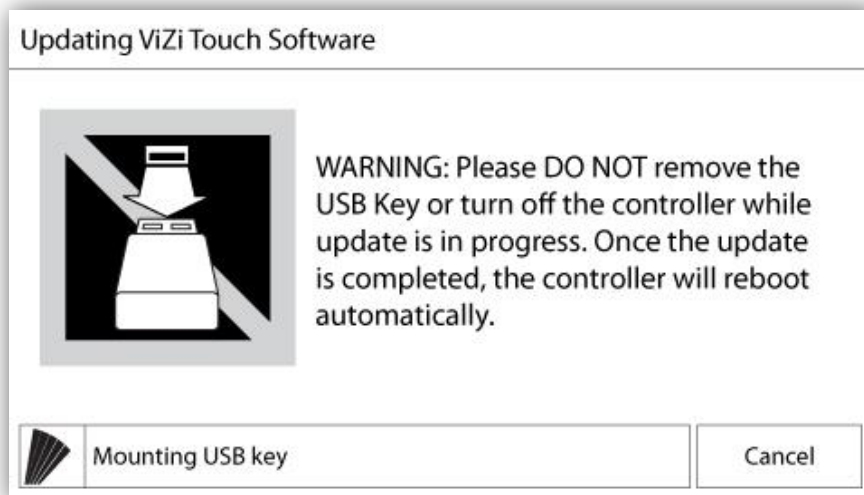 Updating ViZi Touch Software
WARNING: Please DO NOT remove the
USB Key or turn off the controller while
update is in progress. Once the update
is completed, the controller will reboot
automatically.
Mounting USB key
Cancel